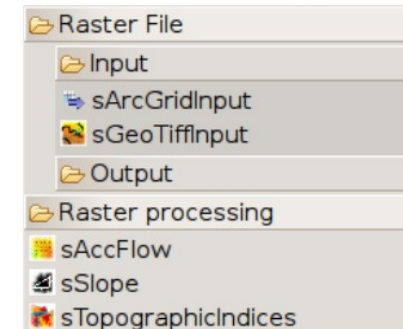 Raster File
Input
sArcGridInput
sGeoTiffInput
Output
Raster processing
sAccFlow
sSlope
sTopographicIndices